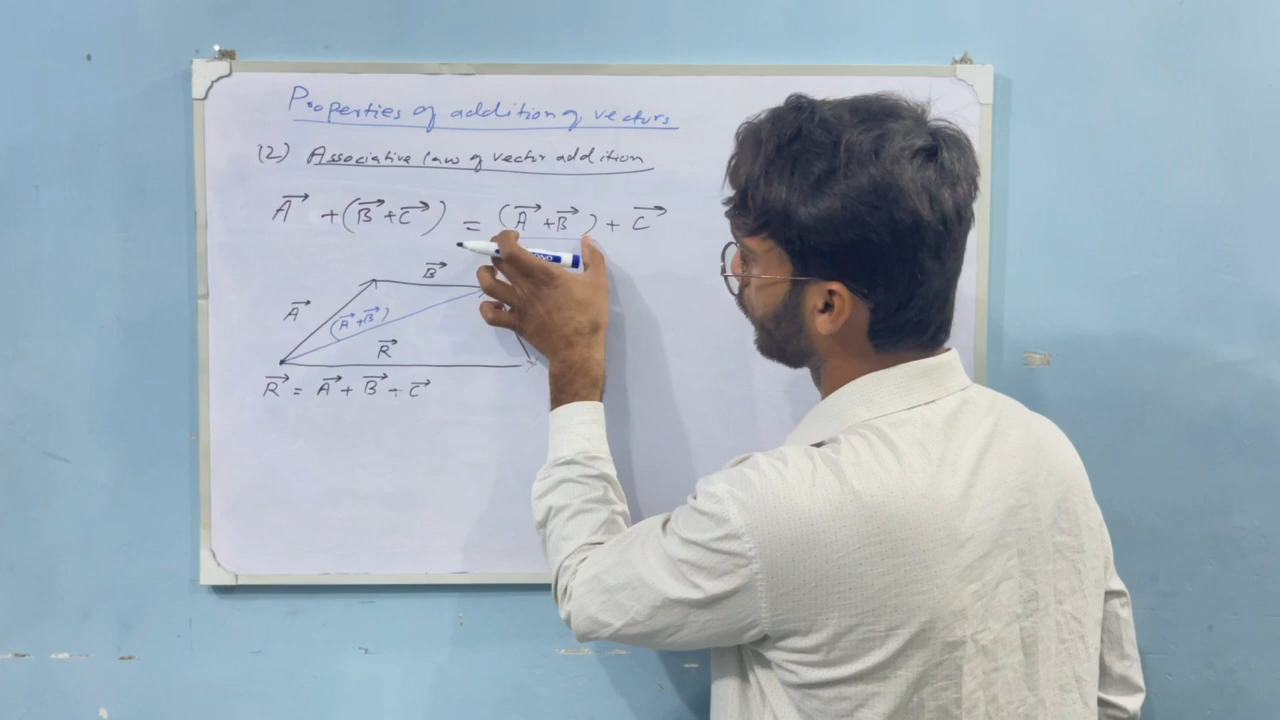 Properties of addition of vectors
(2) Associative law of vector addition
A⃗ + (B⃗ + C⃗) = (A⃗ + B⃗) + C⃗
B⃗
A⃗
(A⃗ + B⃗)
R⃗
R⃗ = A⃗ + B⃗ + C⃗